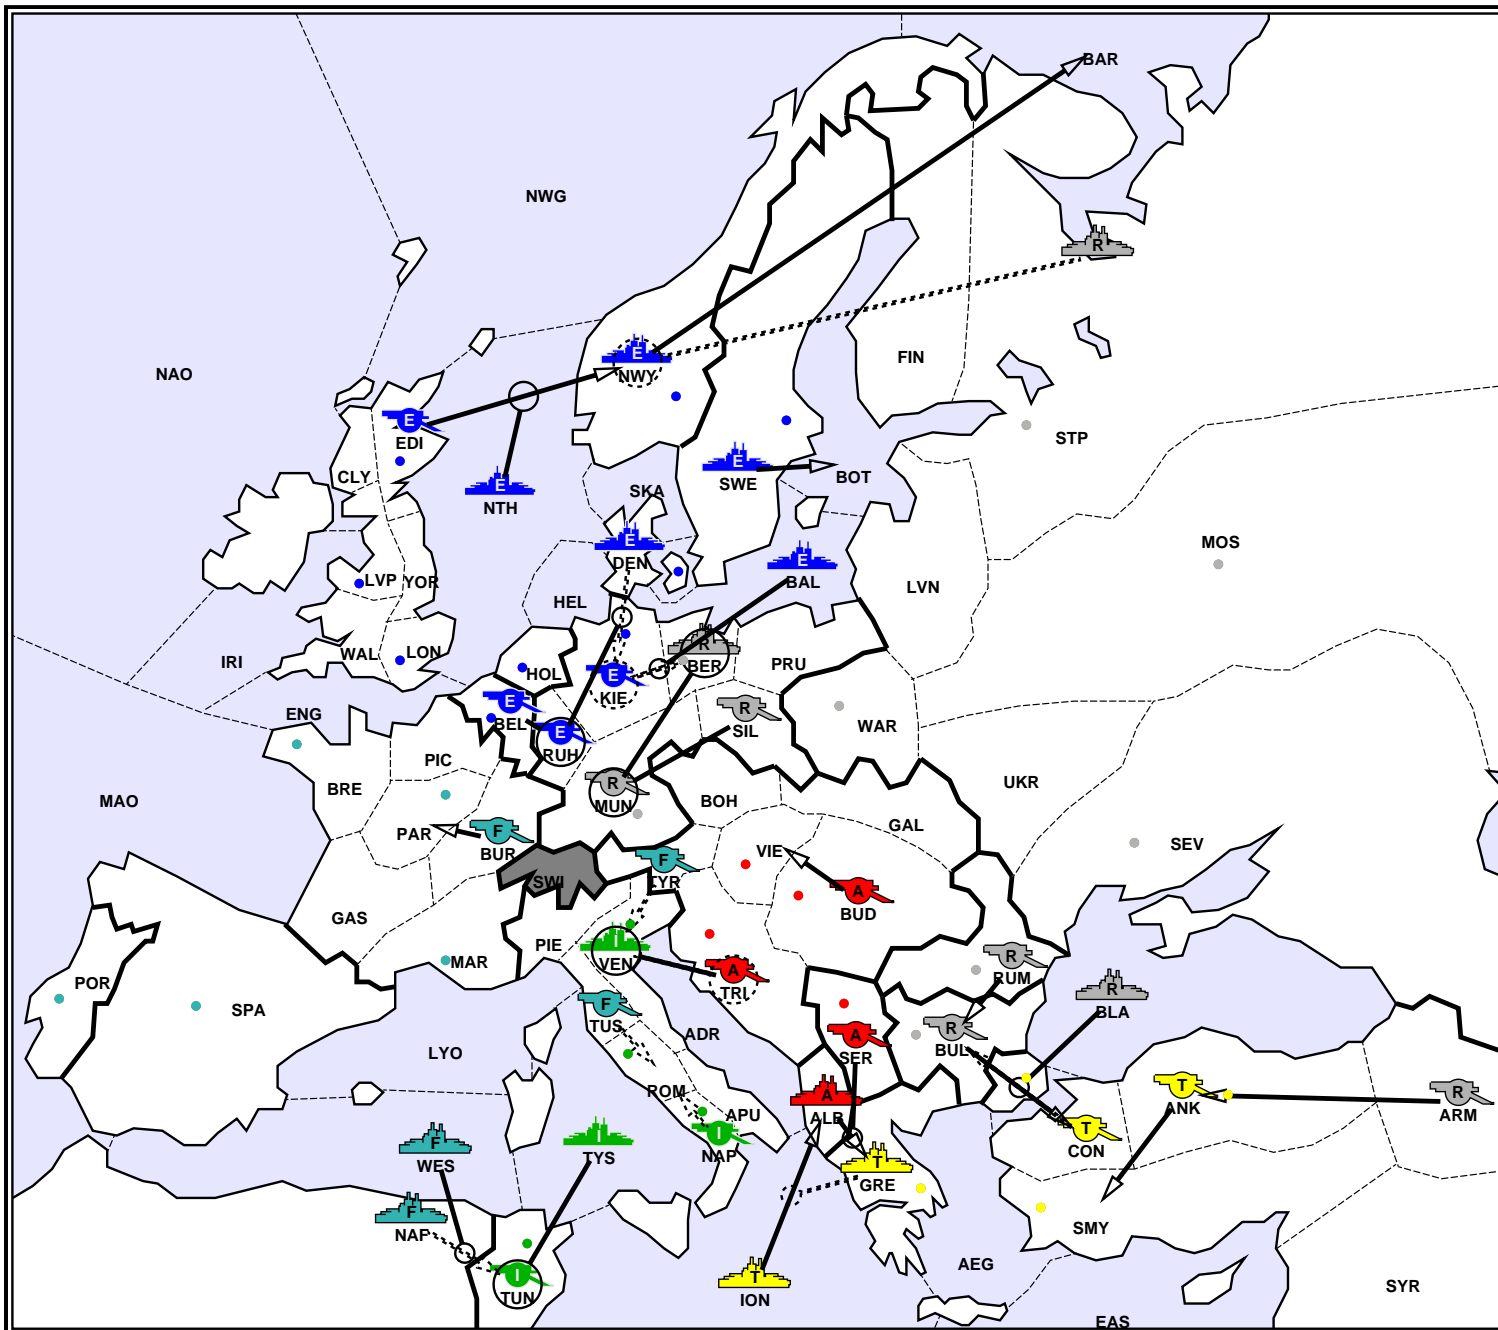 BAR
NWG
R
E
NWY
FIN
NAO
E
EDI
STP
CLY
E
SWE
BOT
SKA
E
NTH
E
DEN
MOS
E
BAL
LVP
YOR
LVN
HEL
IRI
WAL
LON
HOL
E
KIE
R
BER
PRU
ENG
E
BEL
R
SIL
WAR
E
RUH
PIC
BRE
R
MUN
BOH
UKR
MAO
GAL
PAR
F
BUR
VIE
SEV
F
TYR
SWI
A
BUD
GAS
PIE
I
VEN
MAR
A
TRI
R
RUM
POR
SPA
R
BLA
F
TUS
ADR
A
SER
R
BUL
LYO
ROM
T
ANK
R
ARM
A
ALB
APU
F
WES
I
TYS
I
NAP
T
CON
T
GRE
F
NAF
SMY
AEG
I
TUN
T
ION
SYR
EAS